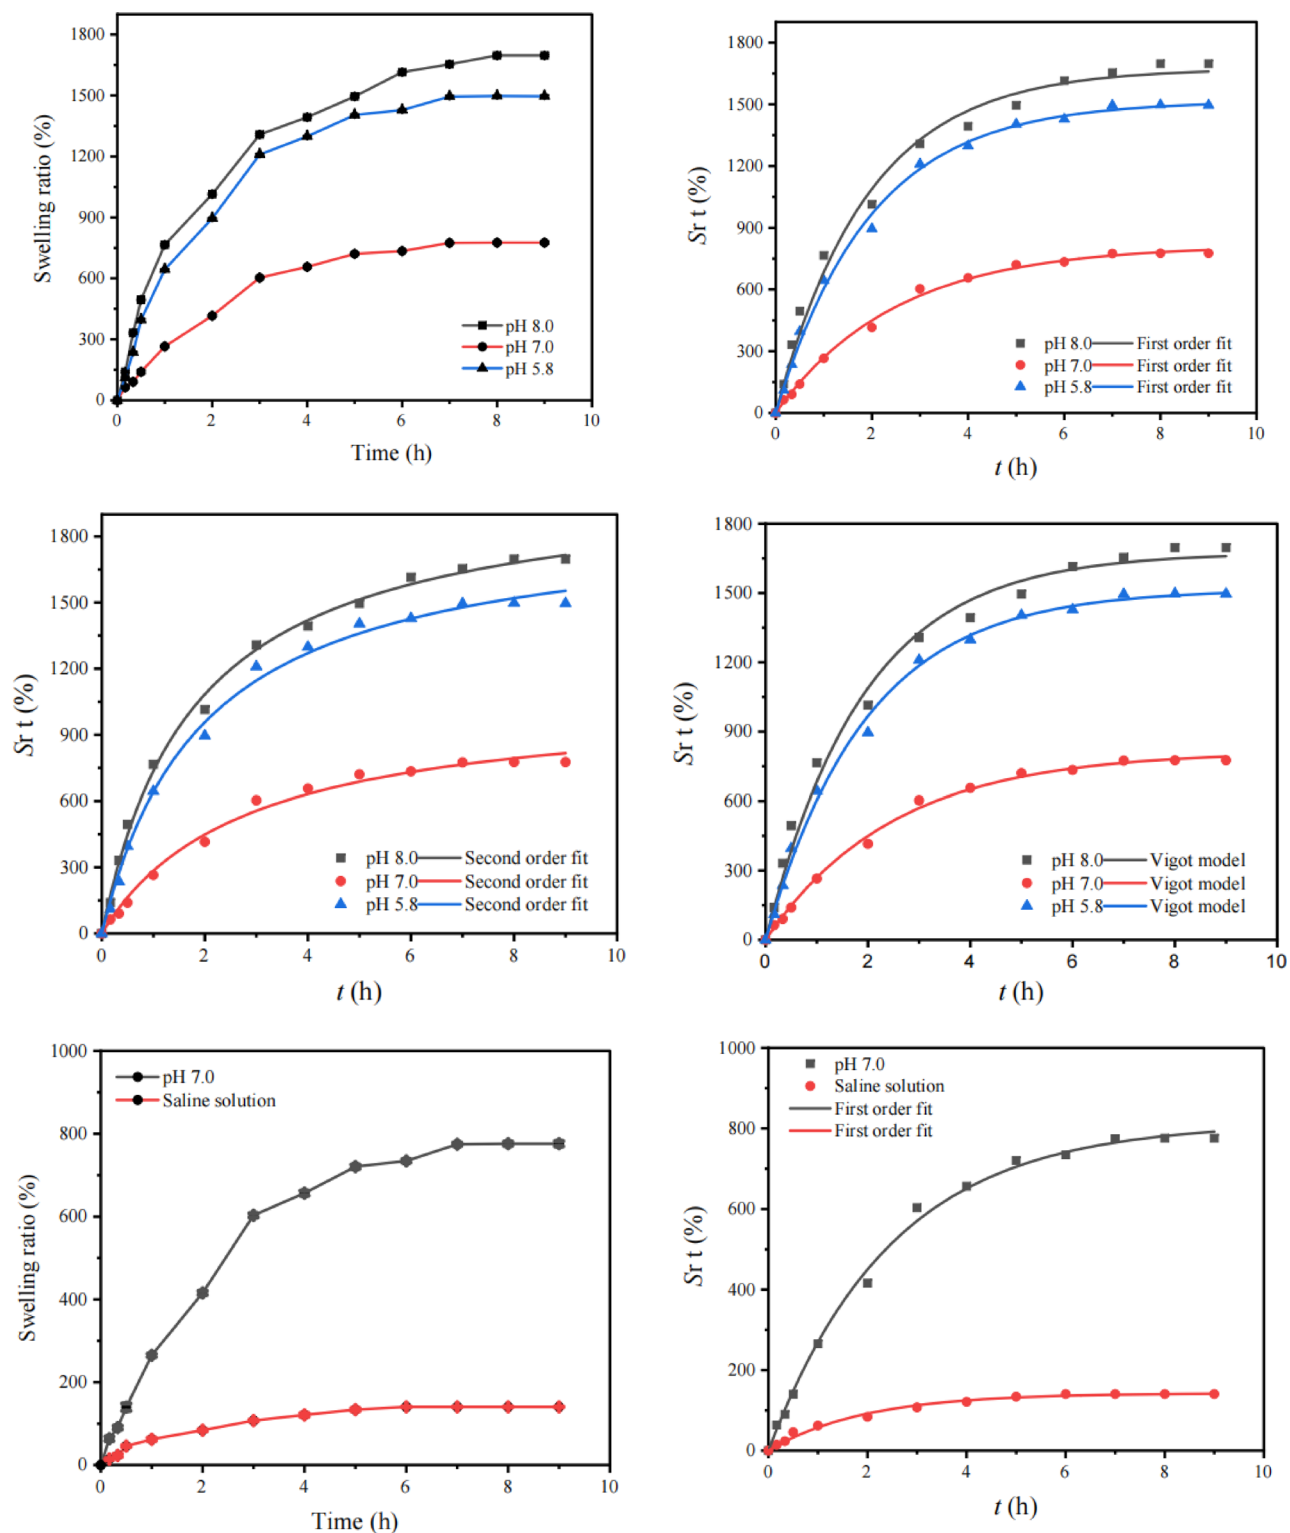 1800
1500
1200
900
600
300
0
Swelling ratio (%)
pH 8.0
pH 7.0
pH 5.8
0 2 4 6 8 10
Time (h)
1800
1500
1200
900
600
300
0
Sr t (%)
pH 8.0 First order fit
pH 7.0 First order fit
pH 5.8 First order fit
0 2 4 6 8 10
t (h)
1800
1500
1200
900
600
300
0
Sr t (%)
pH 8.0 Second order fit
pH 7.0 Second order fit
pH 5.8 Second order fit
0 2 4 6 8 10
t (h)
1800
1500
1200
900
600
300
0
Sr t (%)
pH 8.0 Vigot model
pH 7.0 Vigot model
pH 5.8 Vigot model
0 2 4 6 8 10
t (h)
1000
800
600
400
200
0
Swelling ratio (%)
pH 7.0
Saline solution
0 2 4 6 8 10
Time (h)
1000
800
600
400
200
0
Sr t (%)
pH 7.0
Saline solution
First order fit
First order fit
0 2 4 6 8 10
t (h)